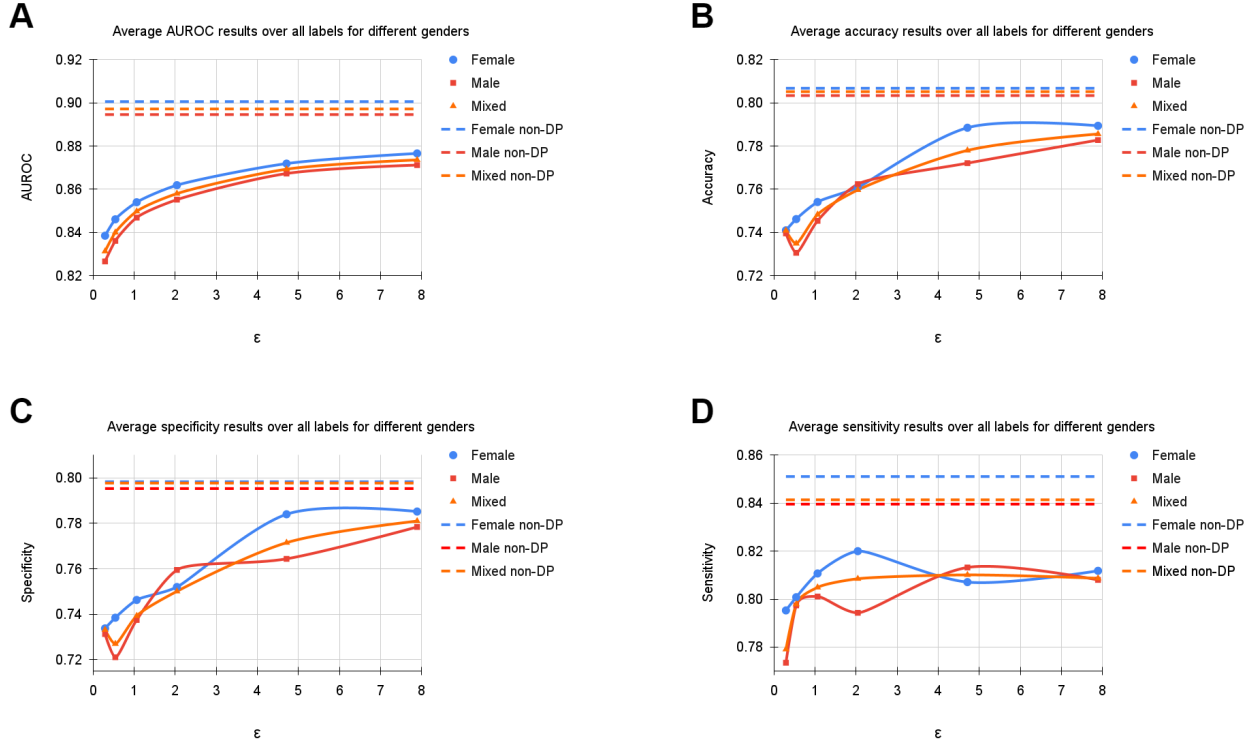 A
Average AUROC results over all labels for different genders
0.92
0.90
0.88
0.86
0.84
0.82
AUROC
0
1
2
3
4
5
6
7
8
ε
Female
Male
Mixed
Female non-DP
Male non-DP
Mixed non-DP
B
Average accuracy results over all labels for different genders
0.82
0.80
0.78
0.76
0.74
0.72
Accuracy
0
1
2
3
4
5
6
7
8
ε
Female
Male
Mixed
Female non-DP
Male non-DP
Mixed non-DP
C
Average specificity results over all labels for different genders
0.80
0.78
0.76
0.74
0.72
Specificity
0
1
2
3
4
5
6
7
8
ε
Female
Male
Mixed
Female non-DP
Male non-DP
Mixed non-DP
D
Average sensitivity results over all labels for different genders
0.86
0.84
0.82
0.80
0.78
Sensitivity
0
1
2
3
4
5
6
7
8
ε
Female
Male
Mixed
Female non-DP
Male non-DP
Mixed non-DP